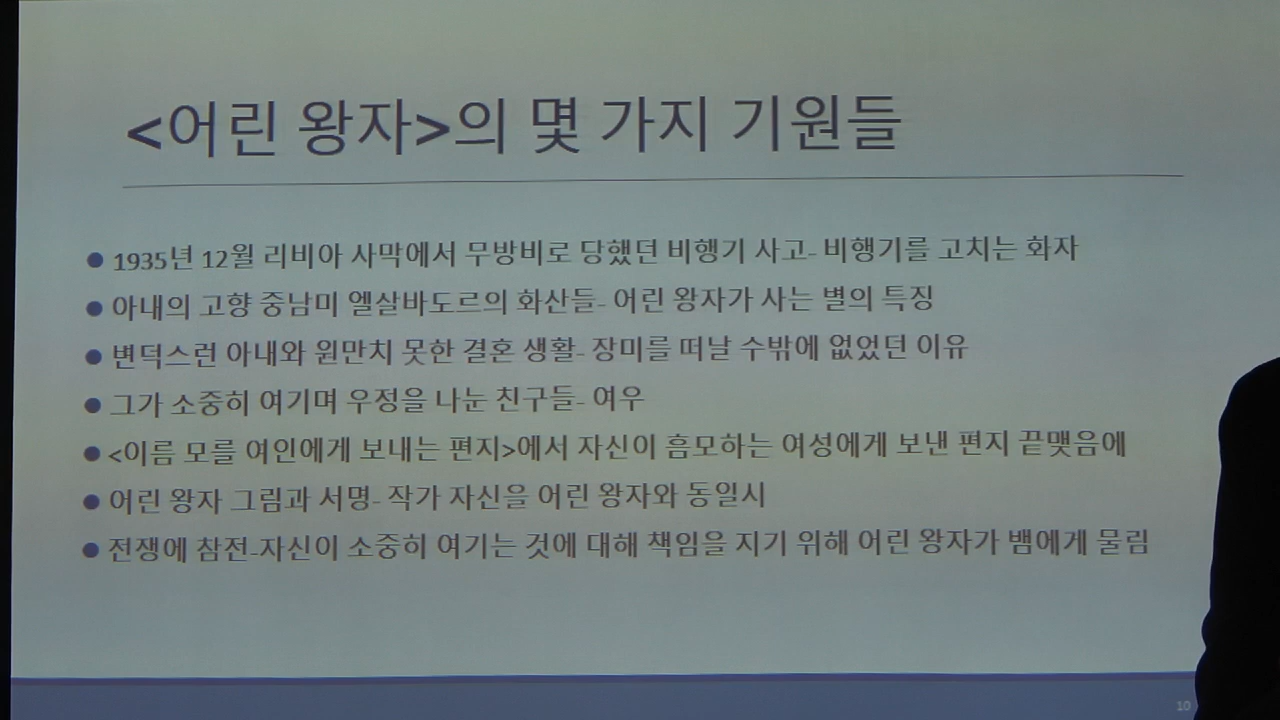 <어린 왕자>의 몇 가지 기원들
● 1935년 12월 리비아 사막에서 무방비로 당했던 비행기 사고- 비행기를 고치는 화자
● 아내의 고향 중남미 엘살바도르의 화산들- 어린 왕자가 사는 별의 특징
● 변덕스런 아내와 원만치 못한 결혼 생활- 장미를 떠날 수밖에 없었던 이유
● 그가 소중히 여기며 우정을 나눈 친구들- 여우
● <이름 모를 여인에게 보내는 편지>에서 자신이 흠모하는 여성에게 보낸 편지 끝맺음에
● 어린 왕자 그림과 서명- 작가 자신을 어린 왕자와 동일시
● 전쟁에 참전-자신이 소중히 여기는 것에 대해 책임을 지기 위해 어린 왕자가 뱀에게 물림
10